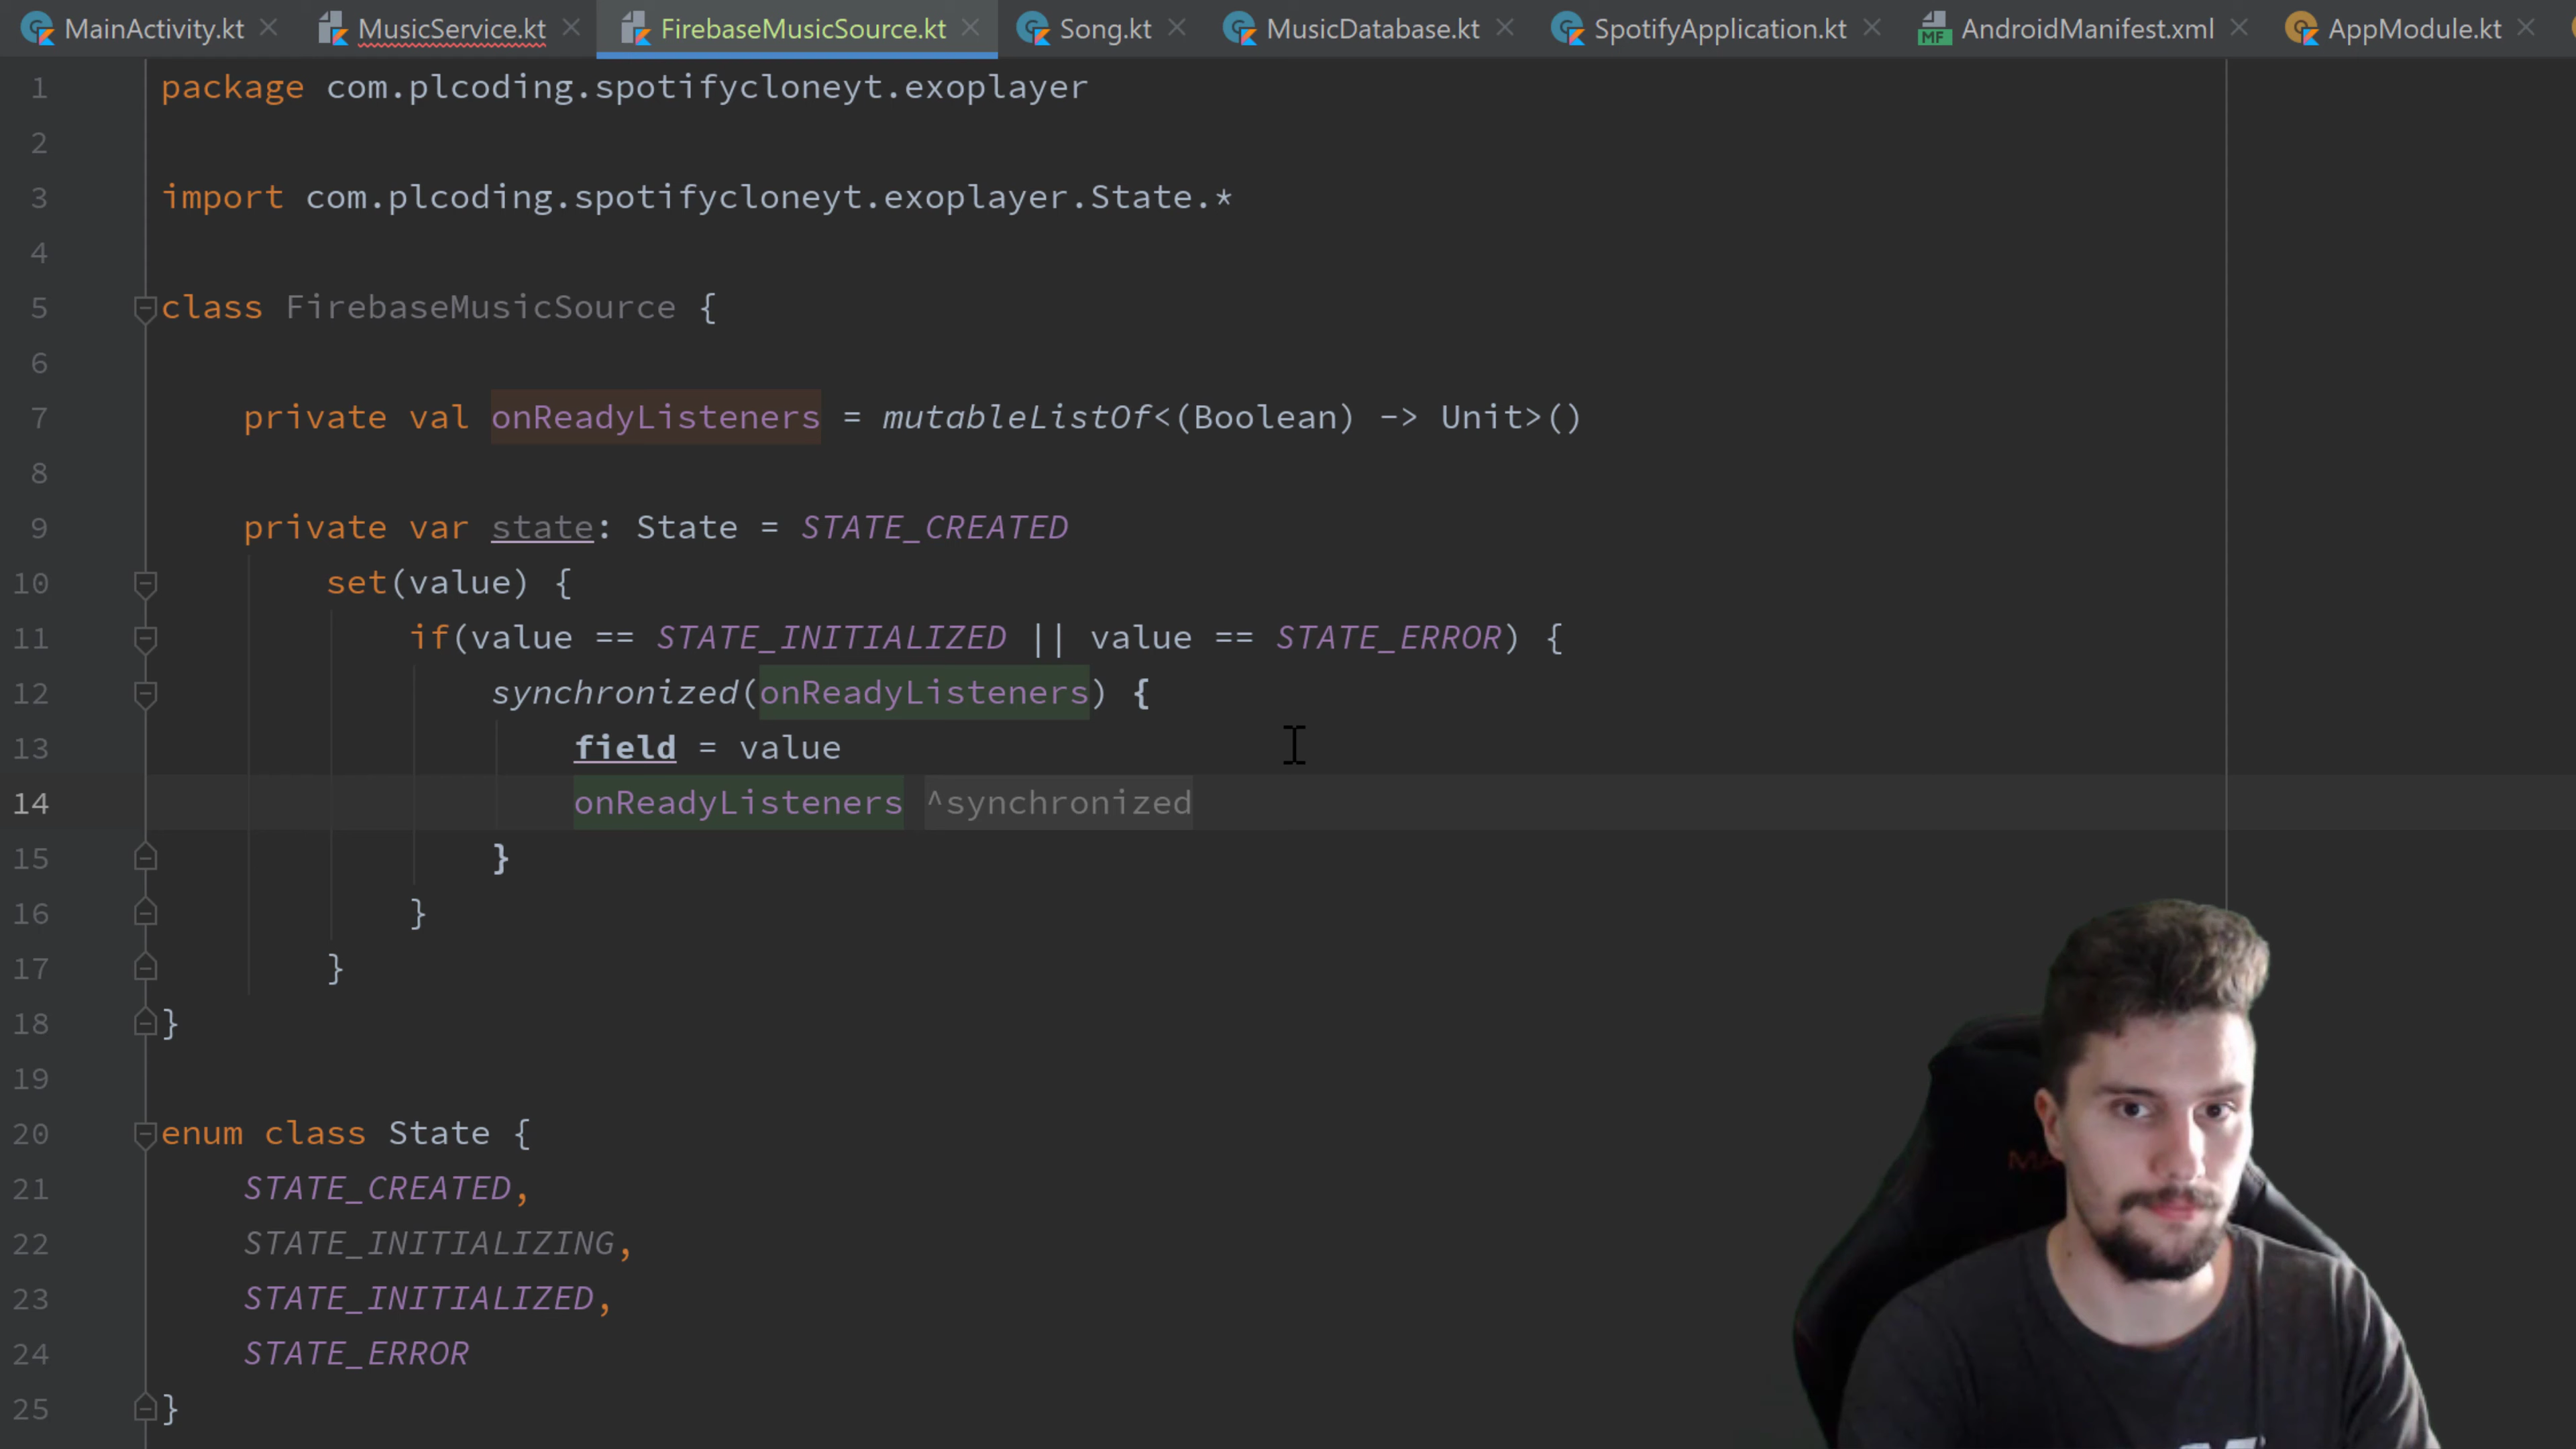 MainActivity.kt MusicService.kt FirebaseMusicSource.kt Song.kt MusicDatabase.kt SpotifyApplication.kt MF AndroidManifest.xml AppModule.kt
1 package com.plcoding.spotifycloneyt.exoplayer
2
3 import com.plcoding.spotifycloneyt.exoplayer.State.*
4
5 class FirebaseMusicSource {
6
7 private val onReadyListeners = mutableListOf<(Boolean) -> Unit>()
8
9 private var state: State = STATE_CREATED
10 set(value) {
11 if(value == STATE_INITIALIZED || value == STATE_ERROR) {
12 synchronized(onReadyListeners) {
13 field = value
14 onReadyListeners ^synchronized
15 }
16 }
17 }
18 }
19
20 enum class State {
21 STATE_CREATED,
22 STATE_INITIALIZING,
23 STATE_INITIALIZED,
24 STATE_ERROR
25 }